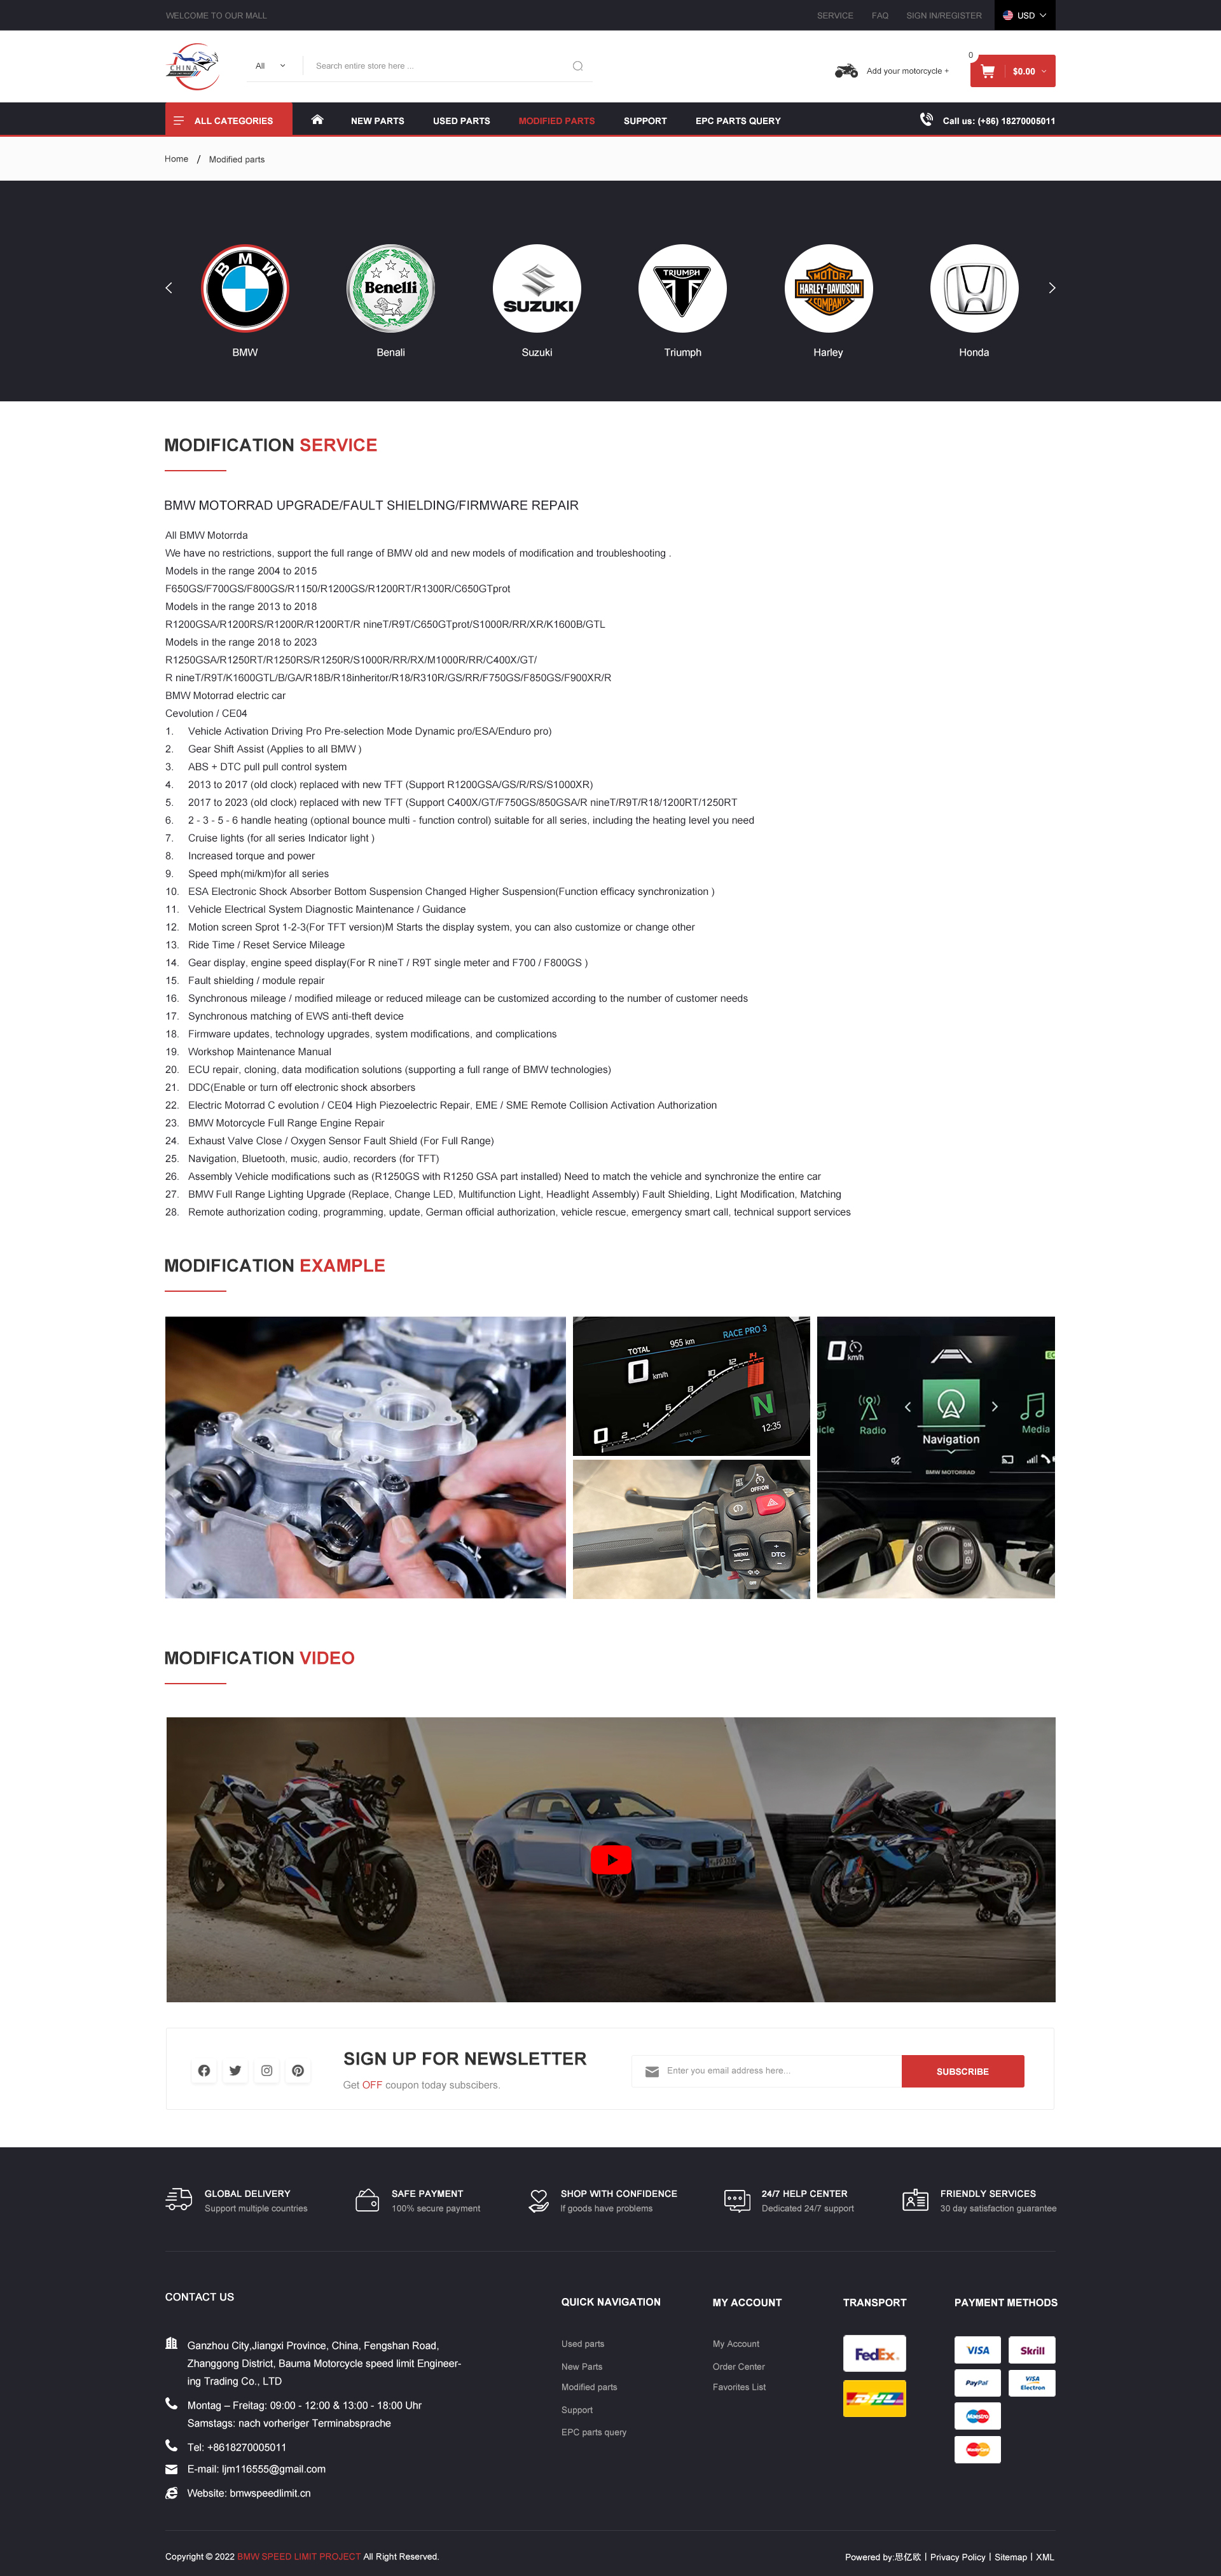 WELCOME TO OUR MALL
SERVICE FAQ SIGN IN/REGISTER USD
CHINA
All Search entire store here ...
Add your motorcycle +
0
$0.00
ALL CATEGORIES NEW PARTS USED PARTS MODIFIED PARTS SUPPORT EPC PARTS QUERY Call us: (+86) 18270005011
Home / Modified parts
BMW
Benelli
SUZUKI
TRIUMPH
MOTOR
HARLEY-DAVIDSON
COMPANY
BMW Benali Suzuki Triumph Harley Honda
MODIFICATION SERVICE
BMW MOTORRAD UPGRADE/FAULT SHIELDING/FIRMWARE REPAIR
All BMW Motorrda
We have no restrictions, support the full range of BMW old and new models of modification and troubleshooting .
Models in the range 2004 to 2015
F650GS/F700GS/F800GS/R1150/R1200GS/R1200RT/R1300R/C650GTprot
Models in the range 2013 to 2018
R1200GSA/R1200RS/R1200R/R1200RT/R nineT/R9T/C650GTprot/S1000R/RR/XR/K1600B/GTL
Models in the range 2018 to 2023
R1250GSA/R1250RT/R1250RS/R1250R/S1000R/RR/RX/M1000R/RR/C400X/GT/
R nineT/R9T/K1600GTL/B/GA/R18B/R18inheritor/R18/R310R/GS/RR/F750GS/F850GS/F900XR/R
BMW Motorrad electric car
Cevolution / CE04
1. Vehicle Activation Driving Pro Pre-selection Mode Dynamic pro/ESA/Enduro pro)
2. Gear Shift Assist (Applies to all BMW )
3. ABS + DTC pull pull control system
4. 2013 to 2017 (old clock) replaced with new TFT (Support R1200GSA/GS/R/RS/S1000XR)
5. 2017 to 2023 (old clock) replaced with new TFT (Support C400X/GT/F750GS/850GSA/R nineT/R9T/R18/1200RT/1250RT
6. 2 - 3 - 5 - 6 handle heating (optional bounce multi - function control) suitable for all series, including the heating level you need
7. Cruise lights (for all series Indicator light )
8. Increased torque and power
9. Speed mph(mi/km)for all series
10. ESA Electronic Shock Absorber Bottom Suspension Changed Higher Suspension(Function efficacy synchronization )
11. Vehicle Electrical System Diagnostic Maintenance / Guidance
12. Motion screen Sprot 1-2-3(For TFT version)M Starts the display system, you can also customize or change other
13. Ride Time / Reset Service Mileage
14. Gear display, engine speed display(For R nineT / R9T single meter and F700 / F800GS )
15. Fault shielding / module repair
16. Synchronous mileage / modified mileage or reduced mileage can be customized according to the number of customer needs
17. Synchronous matching of EWS anti-theft device
18. Firmware updates, technology upgrades, system modifications, and complications
19. Workshop Maintenance Manual
20. ECU repair, cloning, data modification solutions (supporting a full range of BMW technologies)
21. DDC(Enable or turn off electronic shock absorbers
22. Electric Motorrad C evolution / CE04 High Piezoelectric Repair, EME / SME Remote Collision Activation Authorization
23. BMW Motorcycle Full Range Engine Repair
24. Exhaust Valve Close / Oxygen Sensor Fault Shield (For Full Range)
25. Navigation, Bluetooth, music, audio, recorders (for TFT)
26. Assembly Vehicle modifications such as (R1250GS with R1250 GSA part installed) Need to match the vehicle and synchronize the entire car
27. BMW Full Range Lighting Upgrade (Replace, Change LED, Multifunction Light, Headlight Assembly) Fault Shielding, Light Modification, Matching
28. Remote authorization coding, programming, update, German official authorization, vehicle rescue, emergency smart call, technical support services
MODIFICATION EXAMPLE
TOTAL 955 km RACE PRO 3
0 km/h
0 2 4 6 8 10 12 14
N
12:35
OFF/ON
MENU
DTC
0 km/h
Radio
Navigation
Media
BMW MOTORRAD
POWER
ON
OFF
MODIFICATION VIDEO
SIGN UP FOR NEWSLETTER
Get OFF coupon today subscibers.
Enter you email address here...
SUBSCRIBE
GLOBAL DELIVERY
Support multiple countries
SAFE PAYMENT
100% secure payment
SHOP WITH CONFIDENCE
If goods have problems
24/7 HELP CENTER
Dedicated 24/7 support
FRIENDLY SERVICES
30 day satisfaction guarantee
CONTACT US
Ganzhou City,Jiangxi Province, China, Fengshan Road,
Zhanggong District, Bauma Motorcycle speed limit Engineer-
ing Trading Co., LTD
Montag – Freitag: 09:00 - 12:00 & 13:00 - 18:00 Uhr
Samstags: nach vorheriger Terminabsprache
Tel: +8618270005011
E-mail: ljm116555@gmail.com
Website: bmwspeedlimit.cn
QUICK NAVIGATION
Used parts
New Parts
Modified parts
Support
EPC parts query
MY ACCOUNT
My Account
Order Center
Favorites List
TRANSPORT
FedEx
DHL
PAYMENT METHODS
VISA Skrill
PayPal VISA Electron
Maestro
MasterCard
Copyright © 2022 BMW SPEED LIMIT PROJECT All Right Reserved.
Powered by:思亿欧 | Privacy Policy | Sitemap | XML